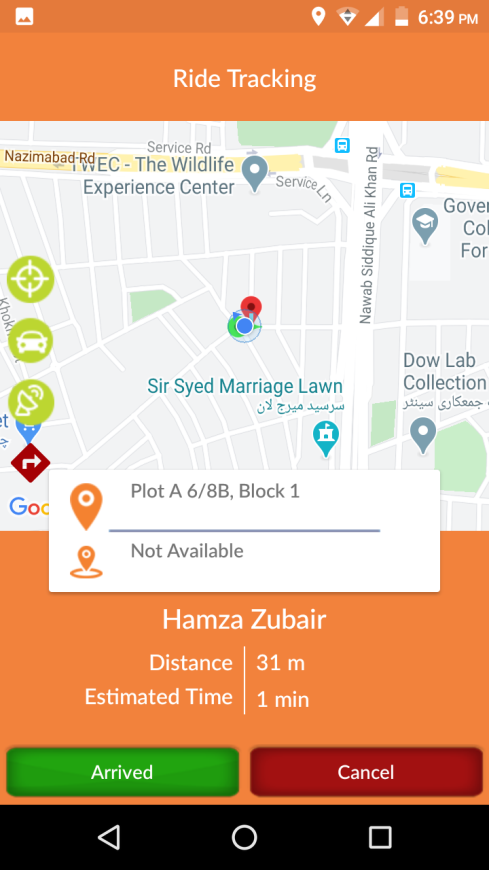 6:39 PM
Ride Tracking
Service Rd
Nazimabad Rd
TWEC - The Wildlife
Experience Center
Service Ln
Nawab Siddique Ali Khan Rd
Gover
Col
For
Khok
Dow Lab
Collection
جمعکاری سینٹر
Sir Syed Marriage Lawn
سرسید میرج لان
et
Goo
Plot A 6/8B, Block 1
Not Available
Hamza Zubair
Distance 31 m
Estimated Time 1 min
Arrived Cancel